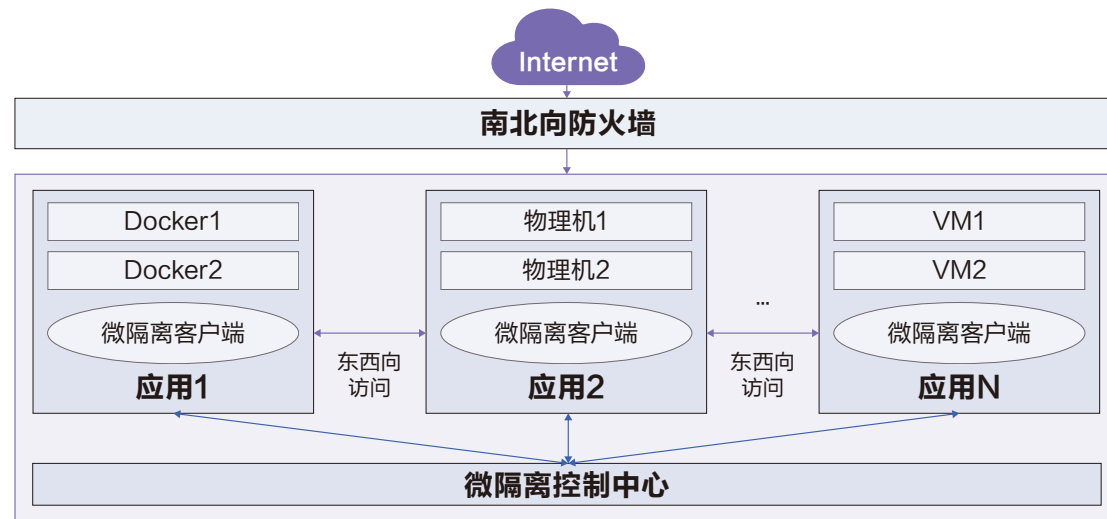 Internet
南北向防火墙
Docker1
Docker2
微隔离客户端
应用1
东西向
访问
物理机1
物理机2
微隔离客户端
应用2
...
东西向
访问
VM1
VM2
微隔离客户端
应用N
微隔离控制中心